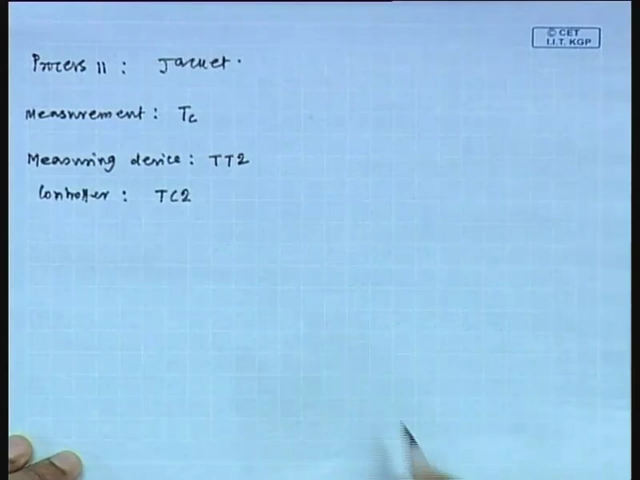 © CET
I.I.T. KGP
Process II : Jacket.
Measurement : Tc
Measuring device : TT2
Controller : TC2